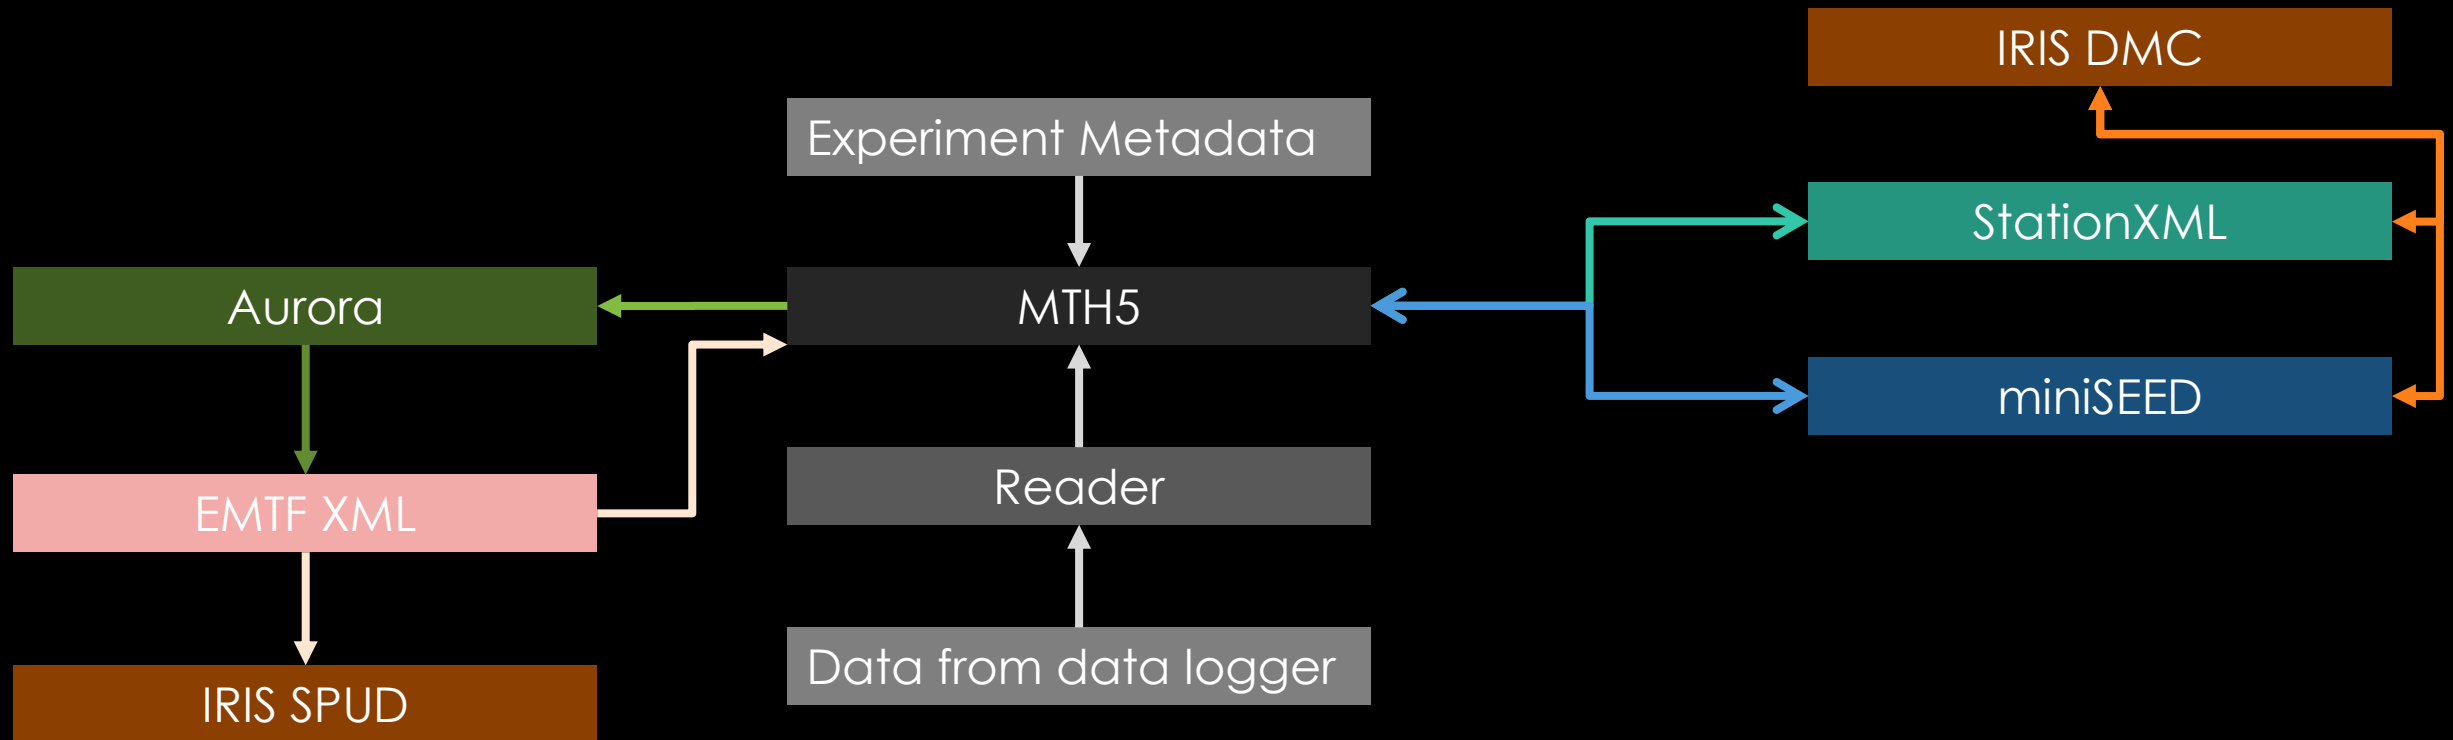 IRIS DMC
Experiment Metadata
StationXML
Aurora
MTH5
miniSEED
Reader
EMTF XML
Data from data logger
IRIS SPUD